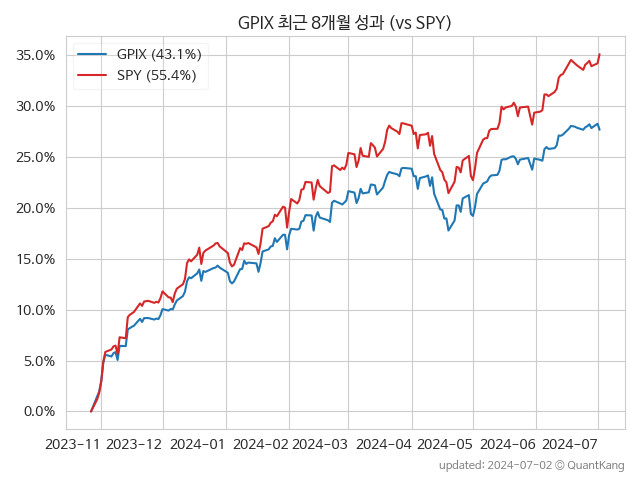 GPIX 최근 8개월 성과 (vs SPY)
GPIX (43.1%)
SPY (55.4%)
35.0%
30.0%
25.0%
20.0%
15.0%
10.0%
5.0%
0.0%
2023-11 2023-12 2024-01 2024-02 2024-03 2024-04 2024-05 2024-06 2024-07
updated: 2024-07-02 © QuantKang